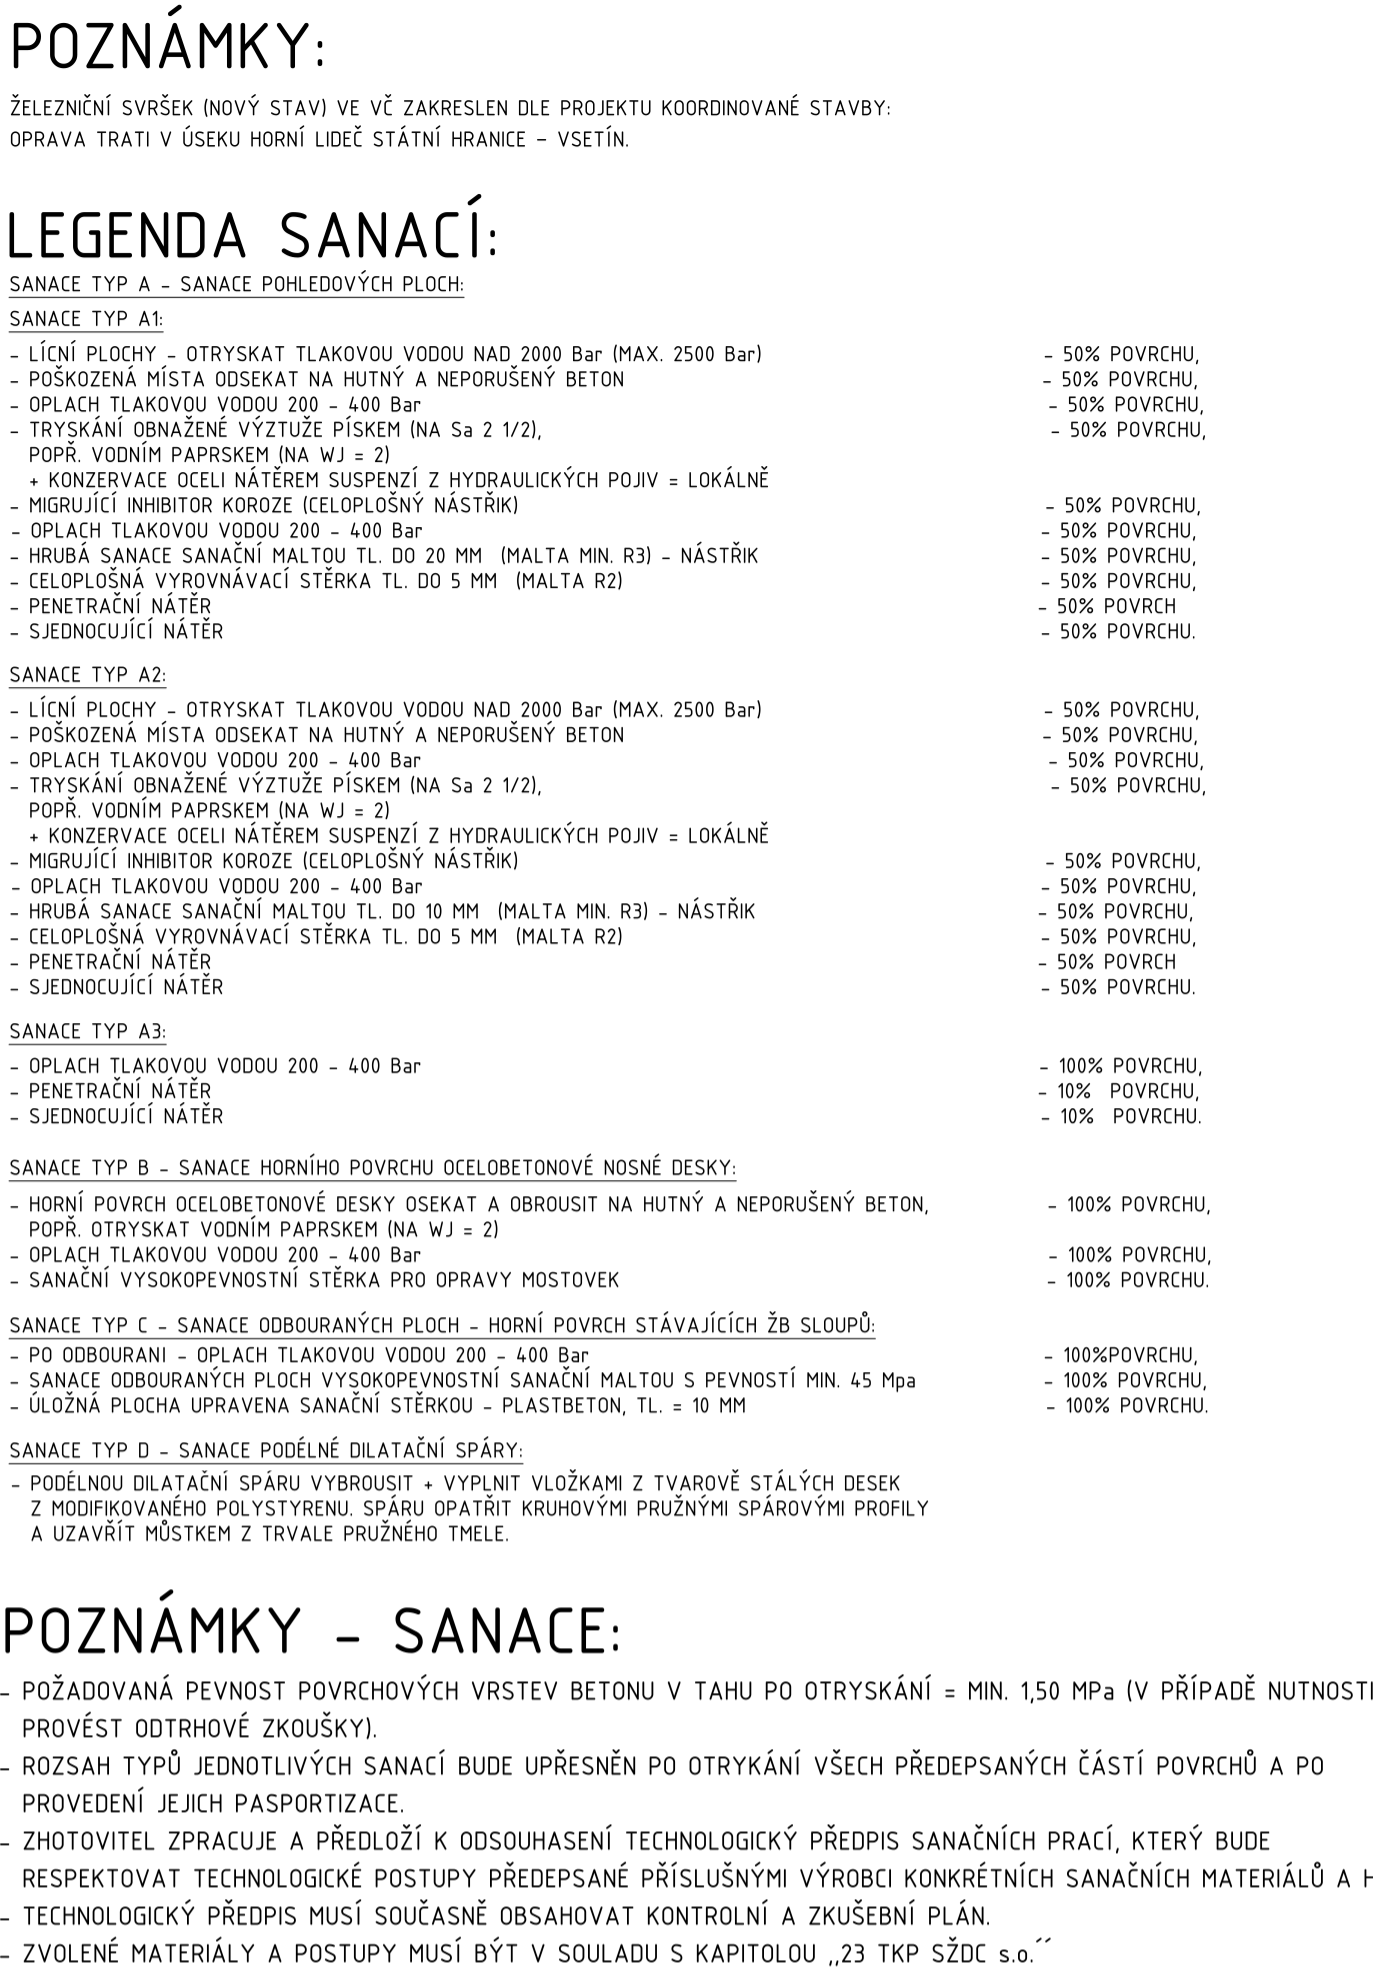 POZNÁMKY:
ŽELEZNIČNÍ SVRŠEK (NOVÝ STAV) VE VČ ZAKRESLEN DLE PROJEKTU KOORDINOVANÉ STAVBY:
OPRAVA TRATI V ÚSEKU HORNÍ LIDEČ STÁTNÍ HRANICE – VSETÍN.
LEGENDA SANACÍ:
SANACE TYP A - SANACE POHLEDOVÝCH PLOCH:
SANACE TYP A1:
- LÍCNÍ PLOCHY - OTRYSKAT TLAKOVOU VODOU NAD 2000 Bar (MAX. 2500 Bar) - 50% POVRCHU,
- POŠKOZENÁ MÍSTA ODSEKAT NA HUTNÝ A NEPORUŠENÝ BETON - 50% POVRCHU,
- OPLACH TLAKOVOU VODOU 200 - 400 Bar - 50% POVRCHU,
- TRYSKÁNÍ OBNAŽENÉ VÝZTUŽE PÍSKEM (NA Sa 2 1/2), - 50% POVRCHU,
POPŘ. VODNÍM PAPRSKEM (NA WJ = 2)
+ KONZERVACE OCELI NÁTĚREM SUSPENZÍ Z HYDRAULICKÝCH POJIV = LOKÁLNĚ
- MIGRUJÍCÍ INHIBITOR KOROZE (CELOPLOŠNÝ NÁSTŘIK) - 50% POVRCHU,
- OPLACH TLAKOVOU VODOU 200 - 400 Bar - 50% POVRCHU,
- HRUBÁ SANACE SANAČNÍ MALTOU TL. DO 20 MM (MALTA MIN. R3) - NÁSTŘIK - 50% POVRCHU,
- CELOPLOŠNÁ VYROVNÁVACÍ STĚRKA TL. DO 5 MM (MALTA R2) - 50% POVRCHU,
- PENETRAČNÍ NÁTĚR - 50% POVRCH
- SJEDNOCUJÍCÍ NÁTĚR - 50% POVRCHU.
SANACE TYP A2:
- LÍCNÍ PLOCHY - OTRYSKAT TLAKOVOU VODOU NAD 2000 Bar (MAX. 2500 Bar) - 50% POVRCHU,
- POŠKOZENÁ MÍSTA ODSEKAT NA HUTNÝ A NEPORUŠENÝ BETON - 50% POVRCHU,
- OPLACH TLAKOVOU VODOU 200 - 400 Bar - 50% POVRCHU,
- TRYSKÁNÍ OBNAŽENÉ VÝZTUŽE PÍSKEM (NA Sa 2 1/2), - 50% POVRCHU,
POPŘ. VODNÍM PAPRSKEM (NA WJ = 2)
+ KONZERVACE OCELI NÁTĚREM SUSPENZÍ Z HYDRAULICKÝCH POJIV = LOKÁLNĚ
- MIGRUJÍCÍ INHIBITOR KOROZE (CELOPLOŠNÝ NÁSTŘIK) - 50% POVRCHU,
- OPLACH TLAKOVOU VODOU 200 - 400 Bar - 50% POVRCHU,
- HRUBÁ SANACE SANAČNÍ MALTOU TL. DO 10 MM (MALTA MIN. R3) - NÁSTŘIK - 50% POVRCHU,
- CELOPLOŠNÁ VYROVNÁVACÍ STĚRKA TL. DO 5 MM (MALTA R2) - 50% POVRCHU,
- PENETRAČNÍ NÁTĚR - 50% POVRCH
- SJEDNOCUJÍCÍ NÁTĚR - 50% POVRCHU.
SANACE TYP A3:
- OPLACH TLAKOVOU VODOU 200 - 400 Bar - 100% POVRCHU,
- PENETRAČNÍ NÁTĚR - 10% POVRCHU,
- SJEDNOCUJÍCÍ NÁTĚR - 10% POVRCHU.
SANACE TYP B - SANACE HORNÍHO POVRCHU OCELOBETONOVÉ NOSNÉ DESKY:
- HORNÍ POVRCH OCELOBETONOVÉ DESKY OSEKAT A OBROUSIT NA HUTNÝ A NEPORUŠENÝ BETON, - 100% POVRCHU,
POPŘ. OTRYSKAT VODNÍM PAPRSKEM (NA WJ = 2)
- OPLACH TLAKOVOU VODOU 200 - 400 Bar - 100% POVRCHU,
- SANAČNÍ VYSOKOPEVNOSTNÍ STĚRKA PRO OPRAVY MOSTOVEK - 100% POVRCHU.
SANACE TYP C - SANACE ODBOURANÝCH PLOCH - HORNÍ POVRCH STÁVAJÍCÍCH ŽB SLOUPŮ:
- PO ODBOURANI - OPLACH TLAKOVOU VODOU 200 - 400 Bar - 100%POVRCHU,
- SANACE ODBOURANÝCH PLOCH VYSOKOPEVNOSTNÍ SANAČNÍ MALTOU S PEVNOSTÍ MIN. 45 Mpa - 100% POVRCHU,
- ÚLOŽNÁ PLOCHA UPRAVENA SANAČNÍ STĚRKOU - PLASTBETON, TL. = 10 MM - 100% POVRCHU.
SANACE TYP D - SANACE PODÉLNÉ DILATAČNÍ SPÁRY:
- PODÉLNOU DILATAČNÍ SPÁRU VYBROUSIT + VYPLNIT VLOŽKAMI Z TVAROVĚ STÁLÝCH DESEK
Z MODIFIKOVANÉHO POLYSTYRENU. SPÁRU OPATŘIT KRUHOVÝMI PRUŽNÝMI SPÁROVÝMI PROFILY
A UZAVŘÍT MŮSTKEM Z TRVALE PRUŽNÉHO TMELE.
POZNÁMKY - SANACE:
- POŽADOVANÁ PEVNOST POVRCHOVÝCH VRSTEV BETONU V TAHU PO OTRYSKÁNÍ = MIN. 1,50 MPa (V PŘÍPADĚ NUTNOSTI
PROVÉST ODTRHOVÉ ZKOUŠKY).
- ROZSAH TYPŮ JEDNOTLIVÝCH SANACÍ BUDE UPŘESNĚN PO OTRYKÁNÍ VŠECH PŘEDEPSANÝCH ČÁSTÍ POVRCHŮ A PO
PROVEDENÍ JEJICH PASPORTIZACE.
- ZHOTOVITEL ZPRACUJE A PŘEDLOŽÍ K ODSOUHASENÍ TECHNOLOGICKÝ PŘEDPIS SANAČNÍCH PRACÍ, KTERÝ BUDE
RESPEKTOVAT TECHNOLOGICKÉ POSTUPY PŘEDEPSANÉ PŘÍSLUŠNÝMI VÝROBCI KONKRÉTNÍCH SANAČNÍCH MATERIÁLŮ A
- TECHNOLOGICKÝ PŘEDPIS MUSÍ SOUČASNĚ OBSAHOVAT KONTROLNÍ A ZKUŠEBNÍ PLÁN.
- ZVOLENÉ MATERIÁLY A POSTUPY MUSÍ BÝT V SOULADU S KAPITOLOU ,,23 TKP SŽDC s.o.´´